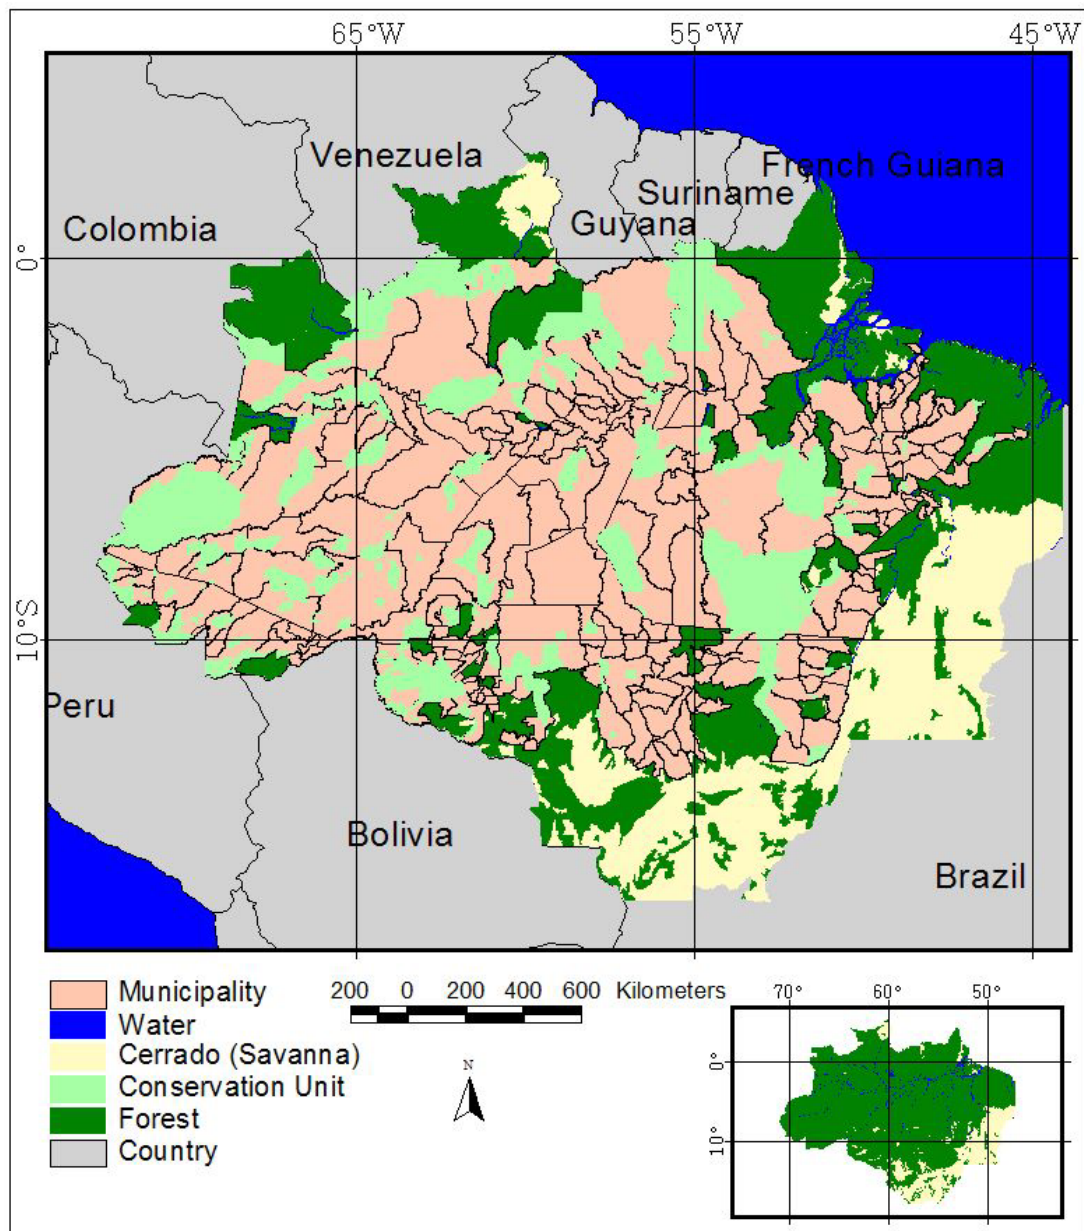 65°W 55°W 45°W
Venezuela
French Guiana
Suriname
Colombia
Guyana
0°
10°S
Peru
Bolivia
Brazil
Municipality
Water
Cerrado (Savanna)
Conservation Unit
Forest
Country
200 0 200 400 600 Kilometers
N
70° 60° 50°
0°
10°